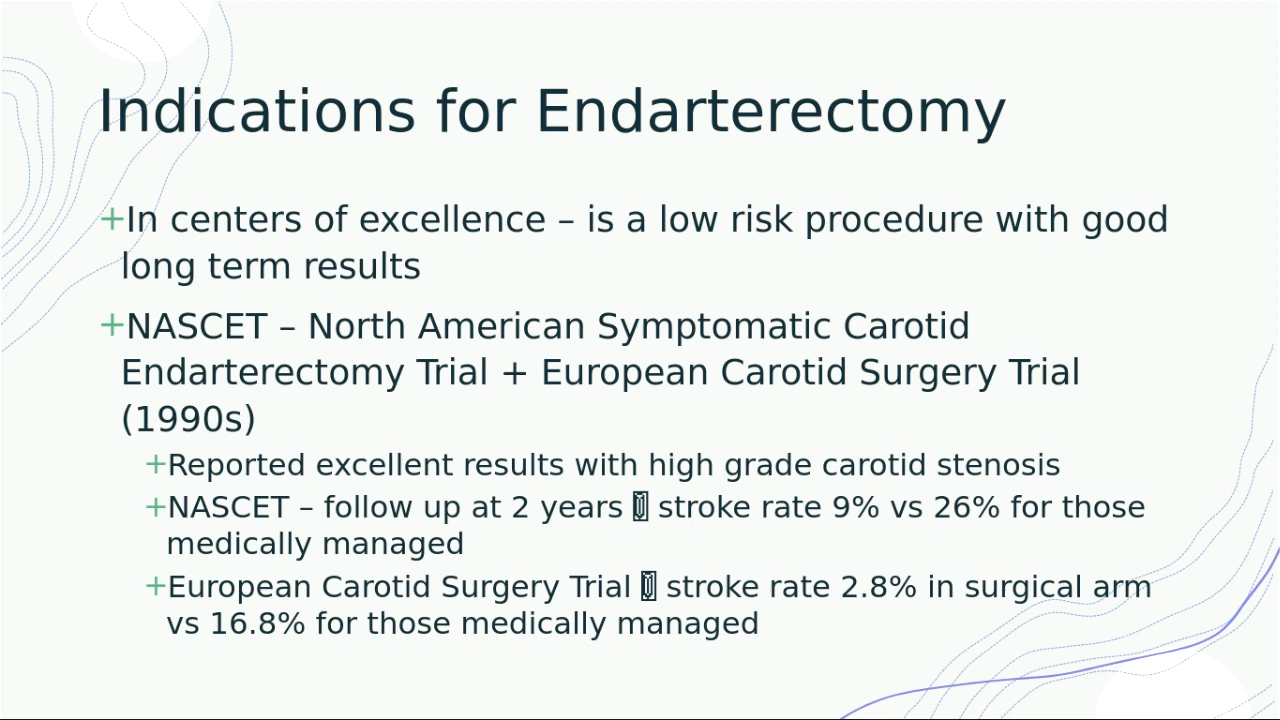 Indications for Endarterectomy
+In centers of excellence – is a low risk procedure with good
long term results
+NASCET – North American Symptomatic Carotid
Endarterectomy Trial + European Carotid Surgery Trial
(1990s)
+Reported excellent results with high grade carotid stenosis
+NASCET – follow up at 2 years  stroke rate 9% vs 26% for those
medically managed
+European Carotid Surgery Trial  stroke rate 2.8% in surgical arm
vs 16.8% for those medically managed